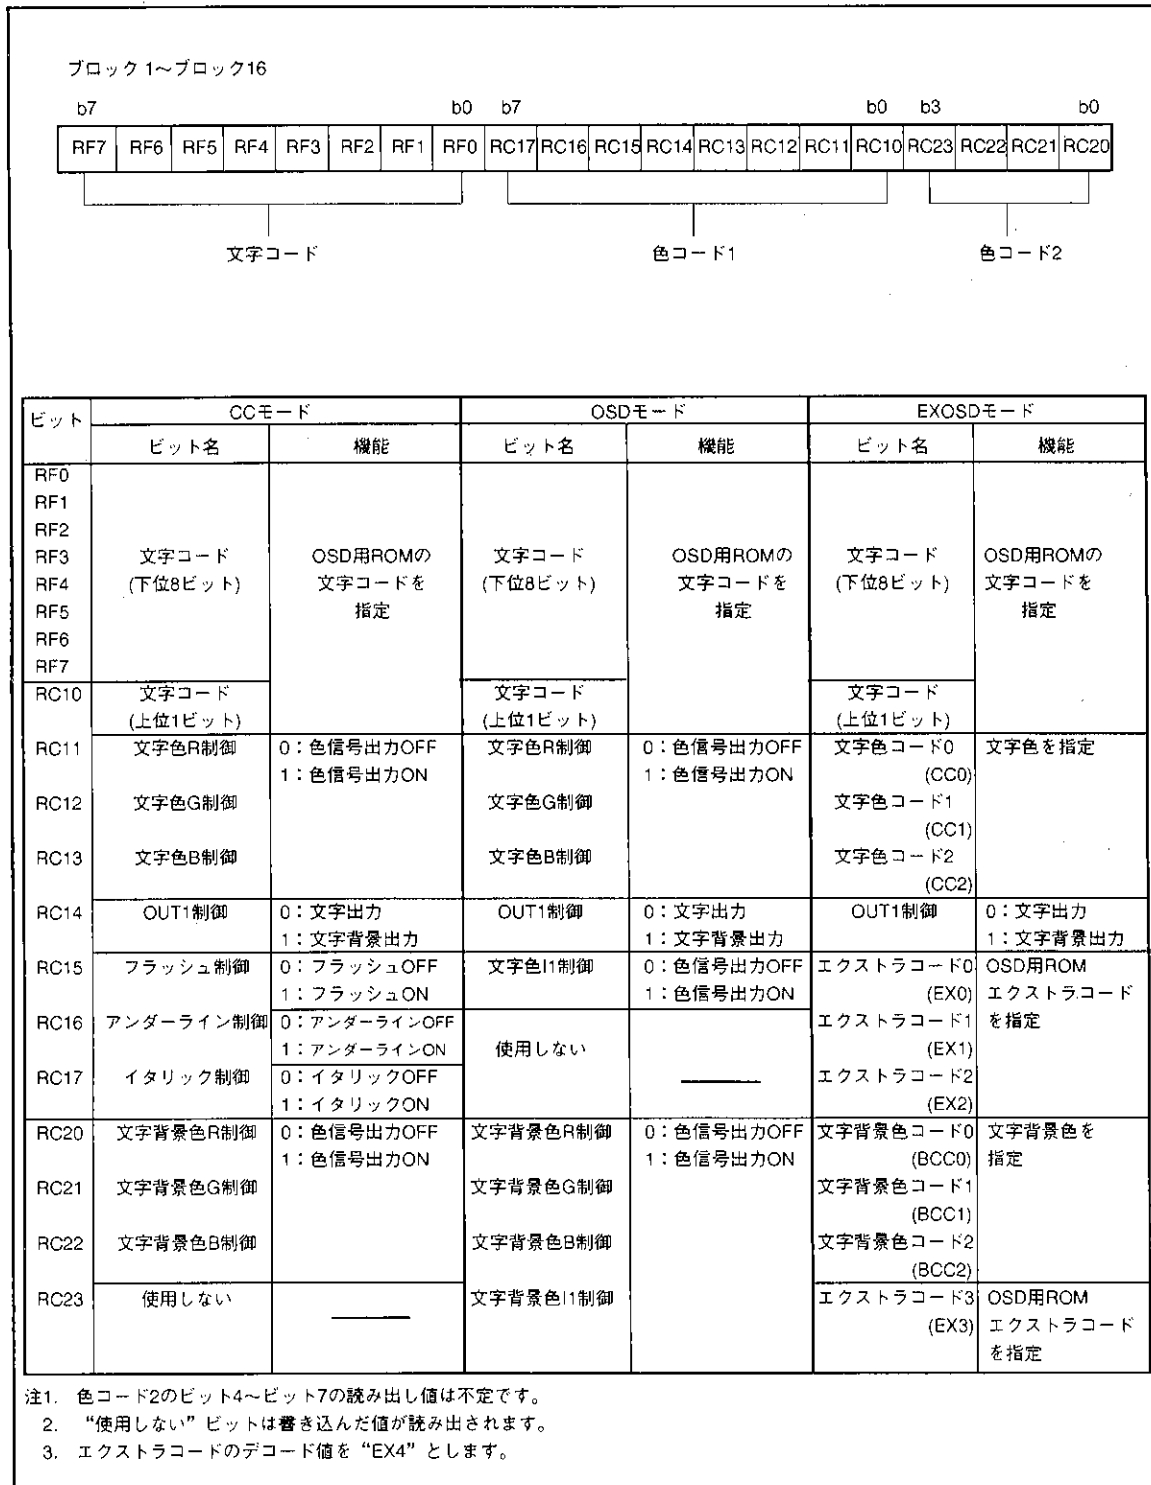 ブロック1～ブロック16
b7 b0 b7 b0 b3 b0
RF7 RF6 RF5 RF4 RF3 RF2 RF1 RF0 RC17 RC16 RC15 RC14 RC13 RC12 RC11 RC10 RC23 RC22 RC21 RC20
文字コード 色コード1 色コード2
ビット CCモード OSDモード EXOSDモード
ビット名 機能 ビット名 機能 ビット名 機能
RF0
RF1
RF2
RF3 文字コード OSD用ROMの 文字コード OSD用ROMの 文字コード OSD用ROMの
RF4 (下位8ビット) 文字コードを (下位8ビット) 文字コードを (下位8ビット) 文字コードを
RF5 指定 指定 指定
RF6
RF7
RC10 文字コード 文字コード 文字コード
(上位1ビット) (上位1ビット) (上位1ビット)
RC11 文字色R制御 0：色信号出力OFF 文字色R制御 0：色信号出力OFF 文字色コード0 文字色を指定
1：色信号出力ON 1：色信号出力ON (CC0)
RC12 文字色G制御 文字色G制御 文字色コード1
(CC1)
RC13 文字色B制御 文字色B制御 文字色コード2
(CC2)
RC14 OUT1制御 0：文字出力 OUT1制御 0：文字出力 OUT1制御 0：文字出力
1：文字背景出力 1：文字背景出力 1：文字背景出力
RC15 フラッシュ制御 0：フラッシュOFF 文字色I1制御 0：色信号出力OFF エクストラコード0 OSD用ROM
1：フラッシュON 1：色信号出力ON (EX0) エクストラコード
RC16 アンダーライン制御 0：アンダーラインOFF エクストラコード1 を指定
1：アンダーラインON 使用しない (EX1)
RC17 イタリック制御 0：イタリックOFF エクストラコード2
1：イタリックON (EX2)
RC20 文字背景色R制御 0：色信号出力OFF 文字背景色R制御 0：色信号出力OFF 文字背景色コード0 文字背景色を
1：色信号出力ON 1：色信号出力ON (BCC0) 指定
RC21 文字背景色G制御 文字背景色G制御 文字背景色コード1
(BCC1)
RC22 文字背景色B制御 文字背景色B制御 文字背景色コード2
(BCC2)
RC23 使用しない 文字背景色I1制御 エクストラコード3 OSD用ROM
(EX3) エクストラコード
を指定
注1. 色コード2のビット4～ビット7の読み出し値は不定です。
2. “使用しない”ビットは書き込んだ値が読み出されます。
3. エクストラコードのデコード値を“EX4”とします。